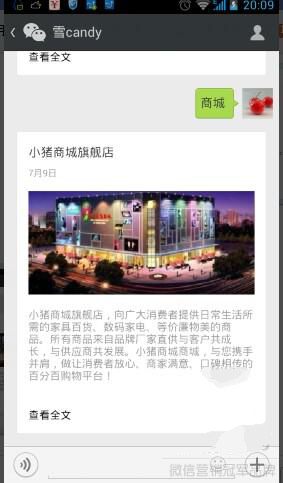 20:09
雪candy
查看全文
商城
小猪商城旗舰店
7月9日
小猪商城旗舰店，向广大消费者提供日常生活所
需的家具百货、数码家电、等价廉物美的商
品。所有商品来自品牌厂家直供与客户共成
长，与供应商共发展。小猪商城商城，与您携手
并肩，做让消费者放心、商家满意、口碑相传的
百分百购物平台！
查看全文
微信营销冠军品牌